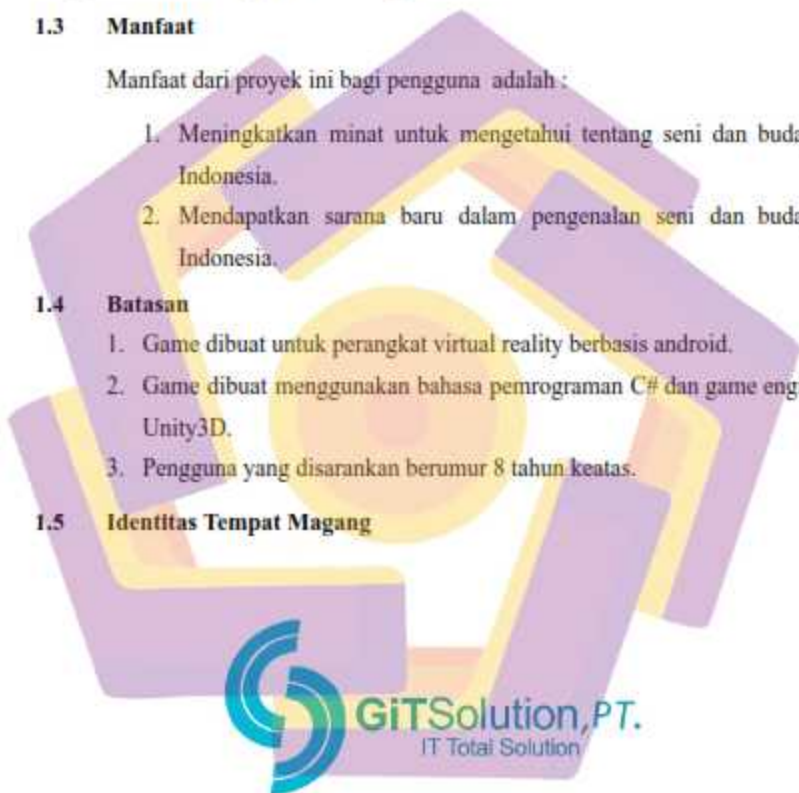 1.3 Manfaat
Manfaat dari proyek ini bagi pengguna adalah :
1. Meningkatkan minat untuk mengetahui tentang seni dan buda
Indonesia.
2. Mendapatkan sarana baru dalam pengenalan seni dan buda
Indonesia.
1.4 Batasan
1. Game dibuat untuk perangkat virtual reality berbasis android.
2. Game dibuat menggunakan bahasa pemrograman C# dan game eng
Unity3D.
3. Pengguna yang disarankan berumur 8 tahun keatas.
1.5 Identitas Tempat Magang
GiTSolution,PT.
IT Total Solution